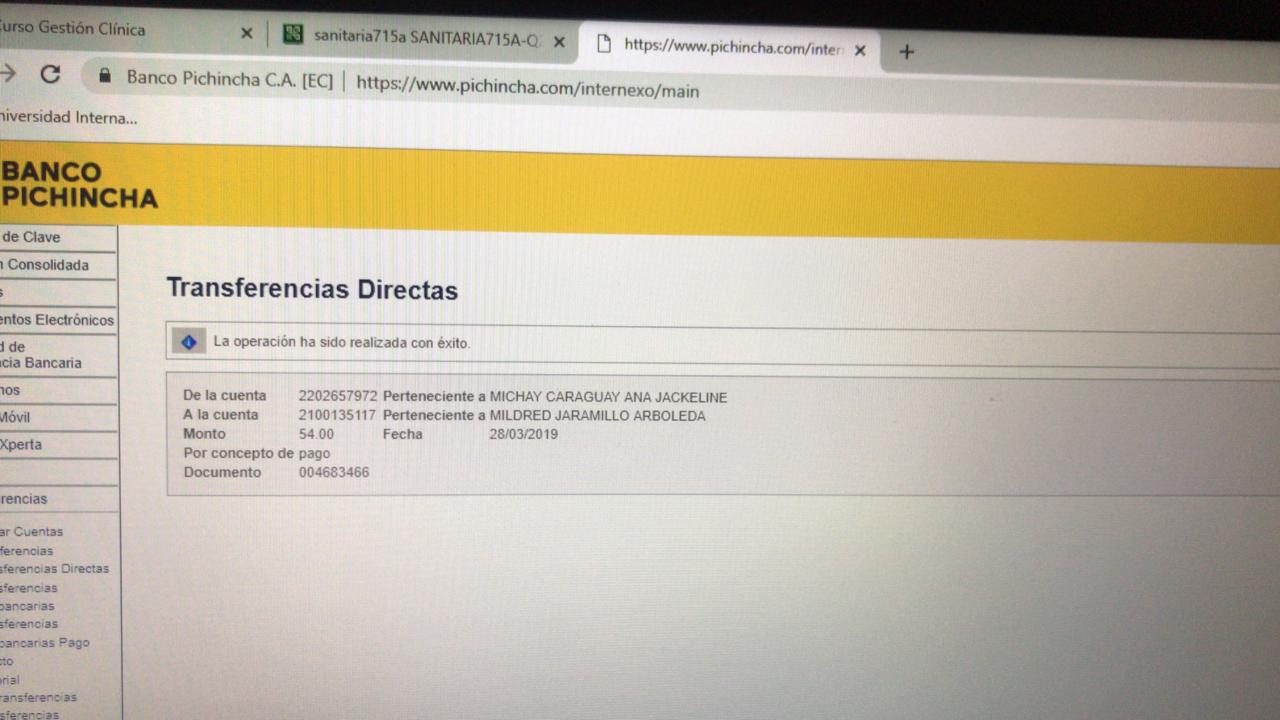 urso Gestión Clínica
sanitaria715a SANITARIA715A-Q
https://www.pichincha.com/inter
Banco Pichincha C.A. [EC] | https://www.pichincha.com/internexo/main
niversidad Interna...
BANCO
PICHINCHA
de Clave
n Consolidada
s
entos Electrónicos
d de
ncia Bancaria
nos
Móvil
Xperta
rencias
ar Cuentas
ferencias
sferencias Directas
sferencias
bancarias
sferencias
bancarias Pago
cto
orial
ransferencias
sferencias
Transferencias Directas
La operación ha sido realizada con éxito.
De la cuenta 2202657972 Perteneciente a MICHAY CARAGUAY ANA JACKELINE
A la cuenta 2100135117 Perteneciente a MILDRED JARAMILLO ARBOLEDA
Monto 54.00 Fecha 28/03/2019
Por concepto de pago
Documento 004683466